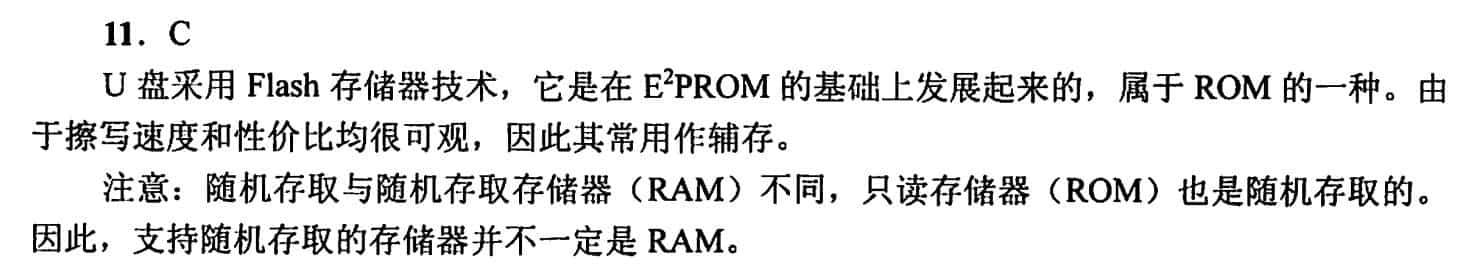 11. C
U 盘采用 Flash 存储器技术，它是在 E²PROM 的基础上发展起来的，属于 ROM 的一种。由
于擦写速度和性价比均很可观，因此其常用作辅存。
注意：随机存取与随机存取存储器（RAM）不同，只读存储器（ROM）也是随机存取的。
因此，支持随机存取的存储器并不一定是 RAM。